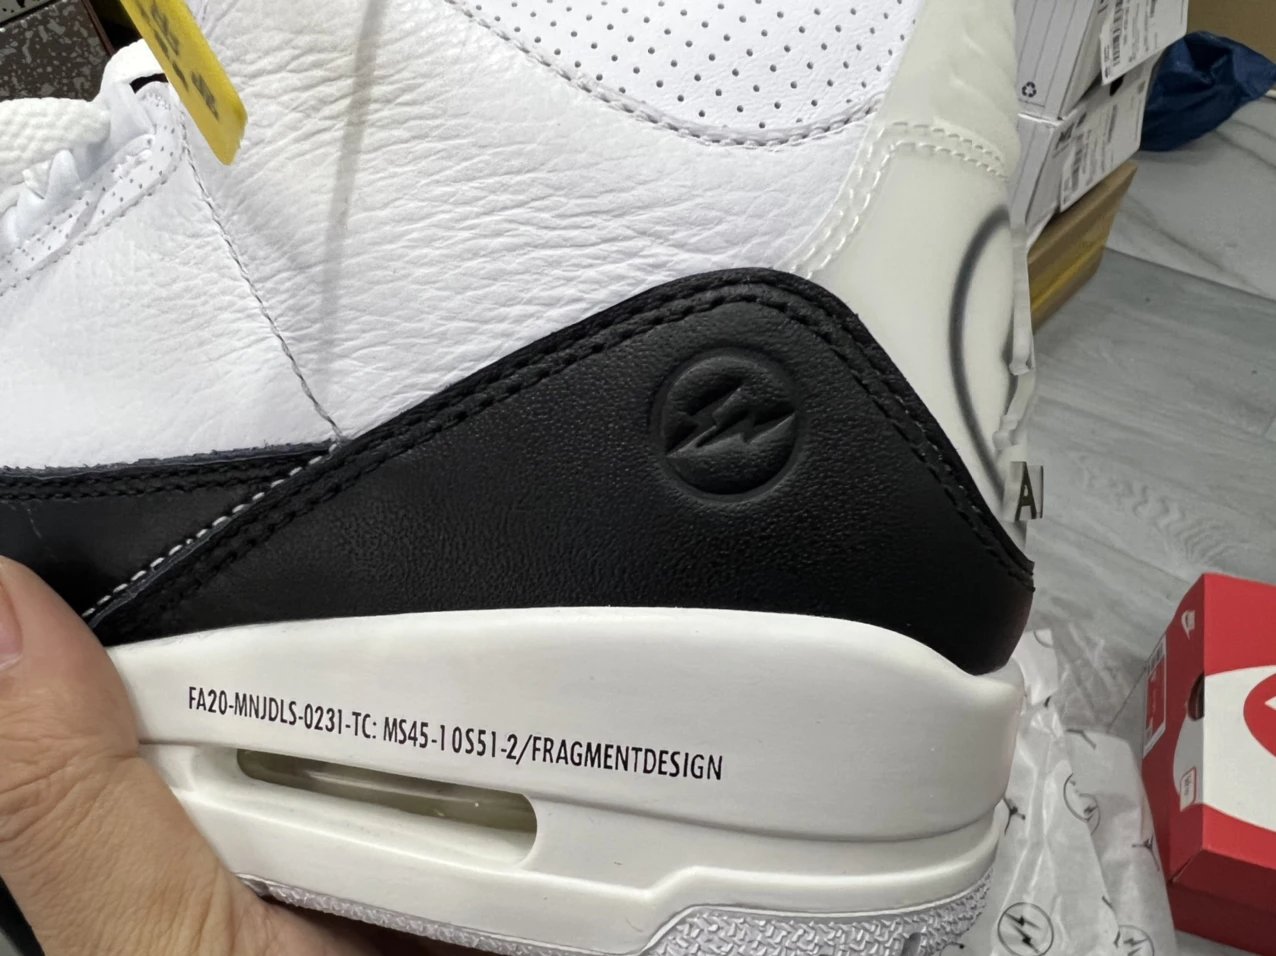 FA20-MNJDLS-0231-TC: MS45-10S51-2/FRAGMENTDESIGN
A